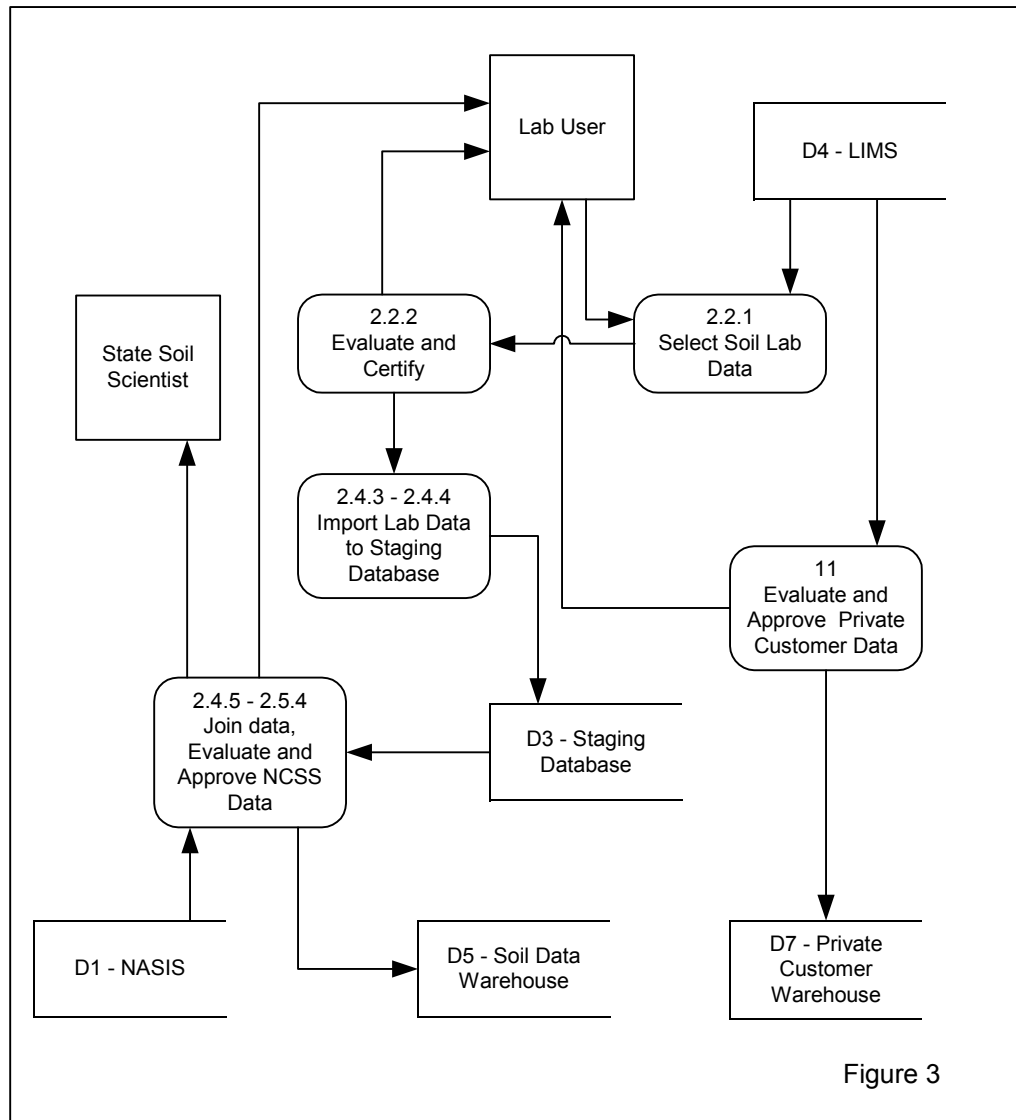 Lab User
D4 - LIMS
2.2.2
Evaluate and
Certify
2.2.1
Select Soil Lab
Data
State Soil
Scientist
2.4.3 - 2.4.4
Import Lab Data
to Staging
Database
11
Evaluate and
Approve Private
Customer Data
2.4.5 - 2.5.4
Join data,
Evaluate and
Approve NCSS
Data
D3 - Staging
Database
D1 - NASIS
D5 - Soil Data
Warehouse
D7 - Private
Customer
Warehouse
Figure 3